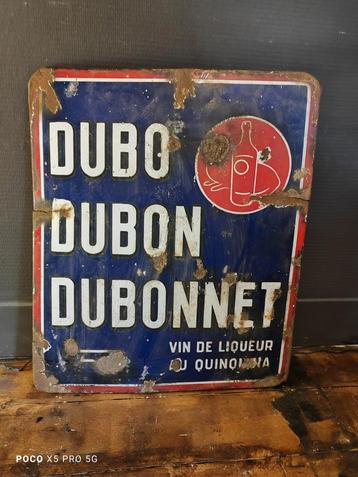 DUBO
DUBON
DUBONNET
VIN DE LIQUEUR
AU QUINQUINA
POCO X5 PRO 5G